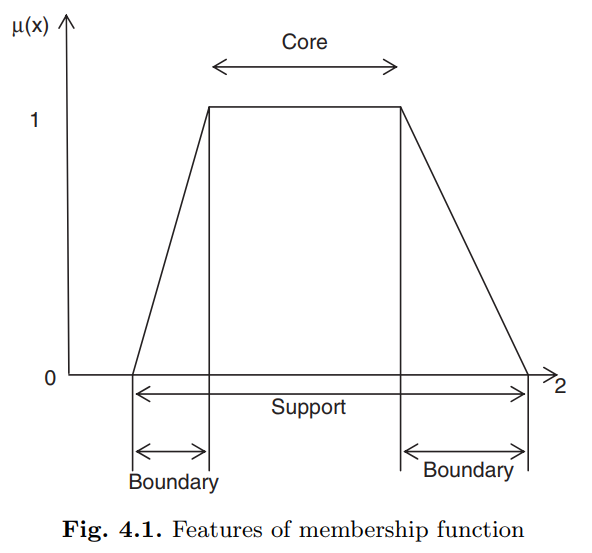 μ(x)
Core
1
0
2
Support
Boundary
Boundary
Fig. 4.1. Features of membership function